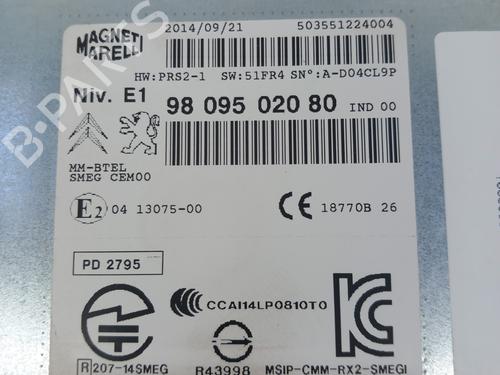 MAGNETI
MARELLI
2014/09/21
503551224004
HW:PRS2-1 SW:51FR4 SN°:A-D04CL9P
Niv. E1
98 095 020 80 IND 00
MM-BTEL
SMEG CEM00
E2 04 13075-00
CE 18770B 26
PD 2795
CCAI14LP0810T0
R 207-14SMEG
R43998
MSIP-CMM-RX2-SMEGI
B-PARTS